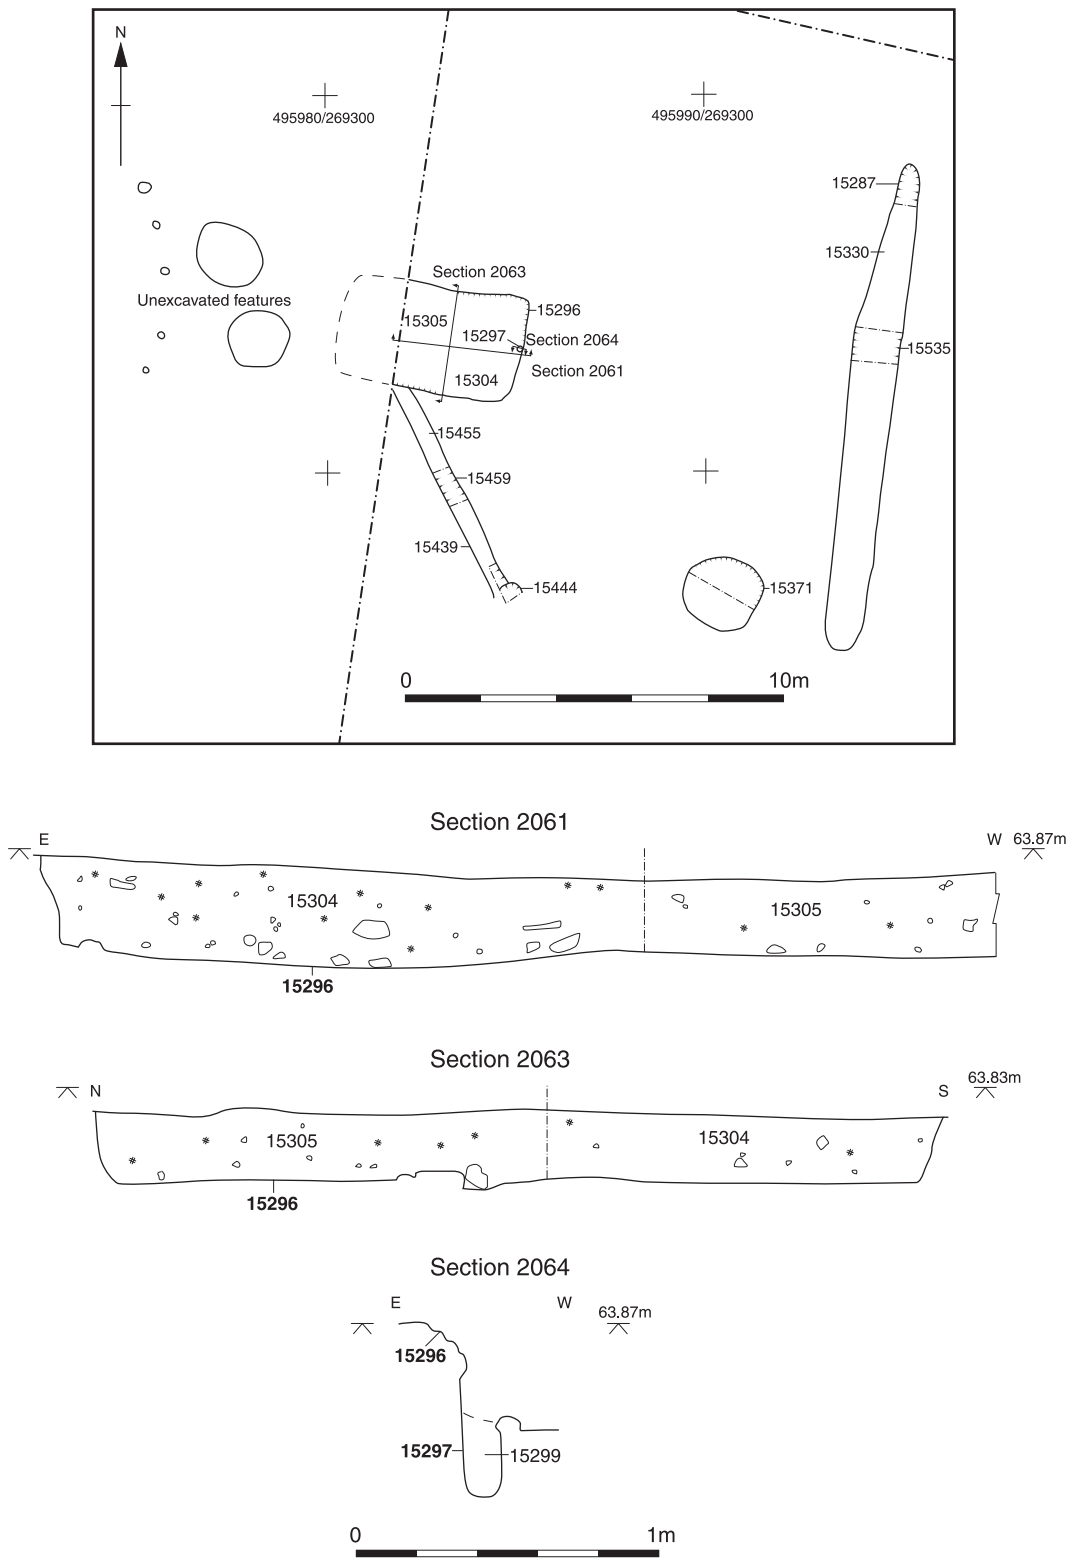 N
495980/269300
495990/269300
15287
15330
Unexcavated features
Section 2063
15296
15305
15297
Section 2064
15535
15304
Section 2061
15455
15459
15439
15444
15371
0 10m
Section 2061
E W 63.87m
15304
15305
15296
Section 2063
N S 63.83m
15305
15304
15296
Section 2064
E W 63.87m
15296
15297
15299
0 1m